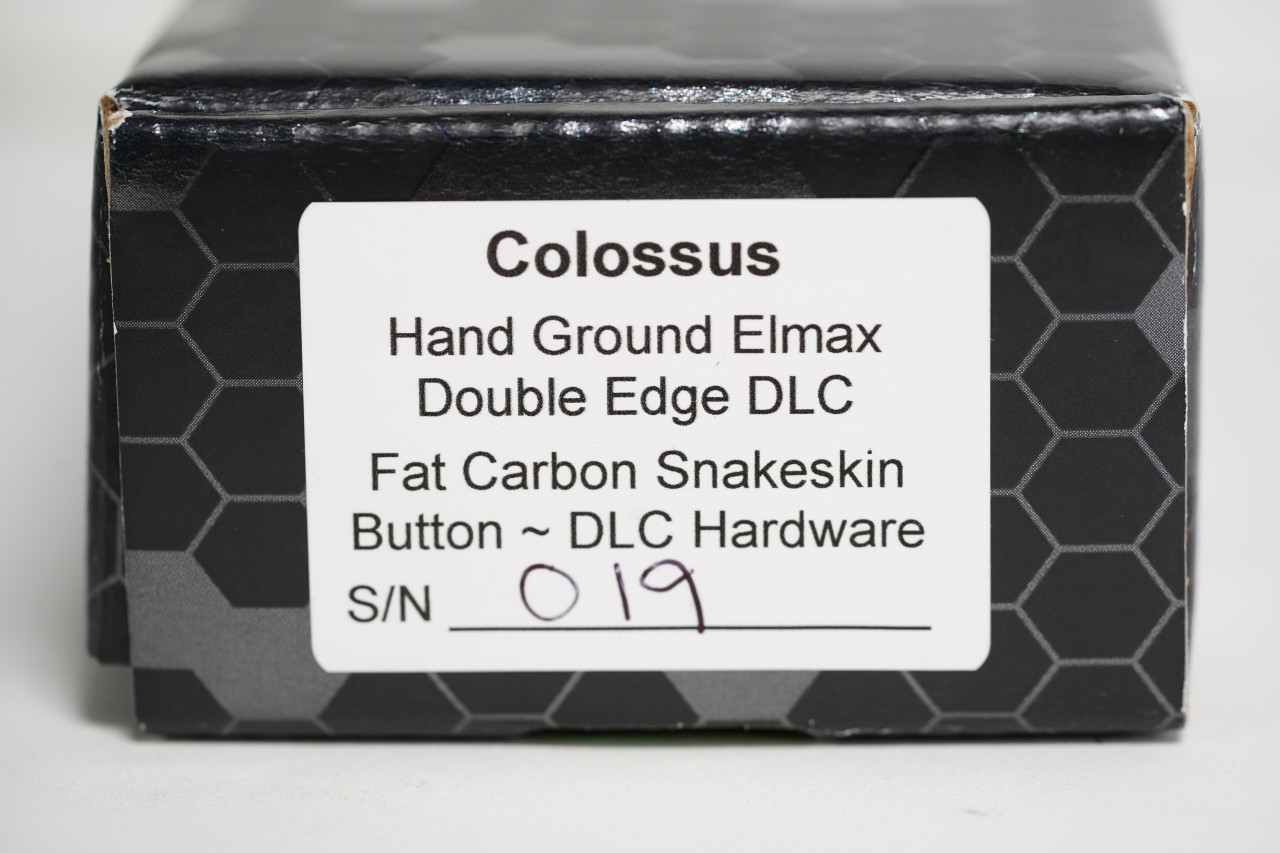 Colossus
Hand Ground Elmax
Double Edge DLC
Fat Carbon Snakeskin
Button ~ DLC Hardware
S/N 019